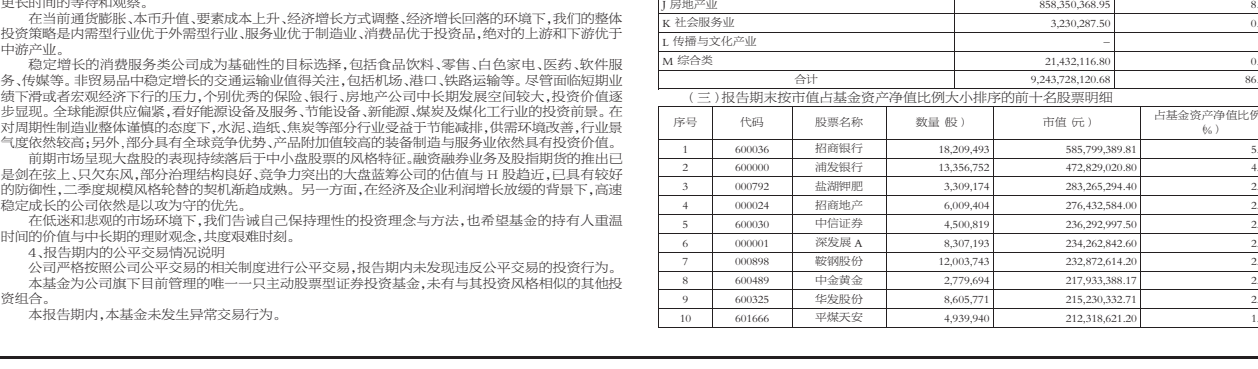 更长时间的等待和观察。
在当前通货膨胀、本币升值、要素成本上升、经济增长方式调整、经济增长回落的环境下，我们的整体
投资策略是内需型行业优于外需型行业、服务业优于制造业、消费品优于投资品，绝对的上游和下游优于
中游产业。
稳定增长的消费服务类公司成为基础性的目标选择，包括食品饮料、零售、白色家电、医药、软件服
务、传媒等。非贸易品中稳定增长的交通运输业值得关注，包括机场、港口、铁路运输等。尽管面临短期业
绩下滑或者宏观经济下行的压力，个别优秀的保险、银行、房地产公司中长期发展空间较大，投资价值逐
步显现。全球能源供应偏紧，看好能源设备及服务、节能设备、新能源、煤炭及煤化工行业的投资前景。在
对周期性制造业整体谨慎的态度下，水泥、造纸、焦炭等部分行业受益于节能减排，供需环境改善，行业景
气度依然较高；另外，部分具有全球竞争优势、产品附加值较高的装备制造与服务业依然具有投资价值。
前期市场呈现大盘股的表现持续落后于中小盘股票的风格特征。融资融券业务及股指期货的推出已
是剑在弦上、只欠东风，部分治理结构良好、竞争力突出的大盘蓝筹公司的估值与 H 股趋近，已具有较好
的防御性，二季度规模风格轮替的契机渐趋成熟。另一方面，在经济及企业利润增长放缓的背景下，高速
稳定成长的公司依然是以攻为守的优先。
在低迷和悲观的市场环境下，我们告诫自己保持理性的投资理念与方法，也希望基金的持有人重温
时间的价值与中长期的理财观念，共度艰难时刻。
4、报告期内的公平交易情况说明
公司严格按照公司公平交易的相关制度进行公平交易，报告期内未发现违反公平交易的投资行为。
本基金为公司旗下目前管理的唯一一只主动股票型证券投资基金，未有与其投资风格相似的其他投
资组合。
本报告期内，本基金未发生异常交易行为。
J 房地产业 858,350,368.95 8.
K 社会服务业 3,230,287.50 0.
L 传播与文化产业 –
M 综合类 21,432,116.80 0.
合计 9,243,728,120.68 86.
（三）报告期末按市值占基金资产净值比例大小排序的前十名股票明细
序号 代码 股票名称 数量（股） 市值（元） 占基金资产净值比例
（%）
1 600036 招商银行 18,209,493 585,799,389.81 5.
2 600000 浦发银行 13,356,752 472,829,020.80 4.
3 000792 盐湖钾肥 3,309,174 283,265,294.40 2.
4 000024 招商地产 6,009,404 276,432,584.00 2.
5 600030 中信证券 4,500,819 236,292,997.50 2.
6 000001 深发展 A 8,307,193 234,262,842.60 2.
7 000898 鞍钢股份 12,003,743 232,872,614.20 2.
8 600489 中金黄金 2,779,694 217,933,388.17 2.
9 600325 华发股份 8,605,771 215,230,332.71 2.
10 601666 平煤天安 4,939,940 212,318,621.20 1.